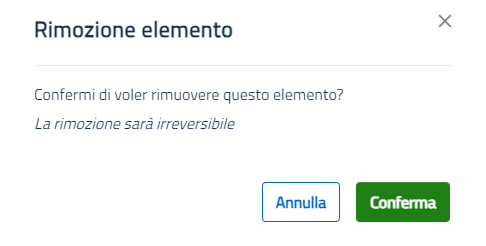 Rimozione elemento
Confermi di voler rimuovere questo elemento?
La rimozione sarà irreversibile
Annulla
Conferma